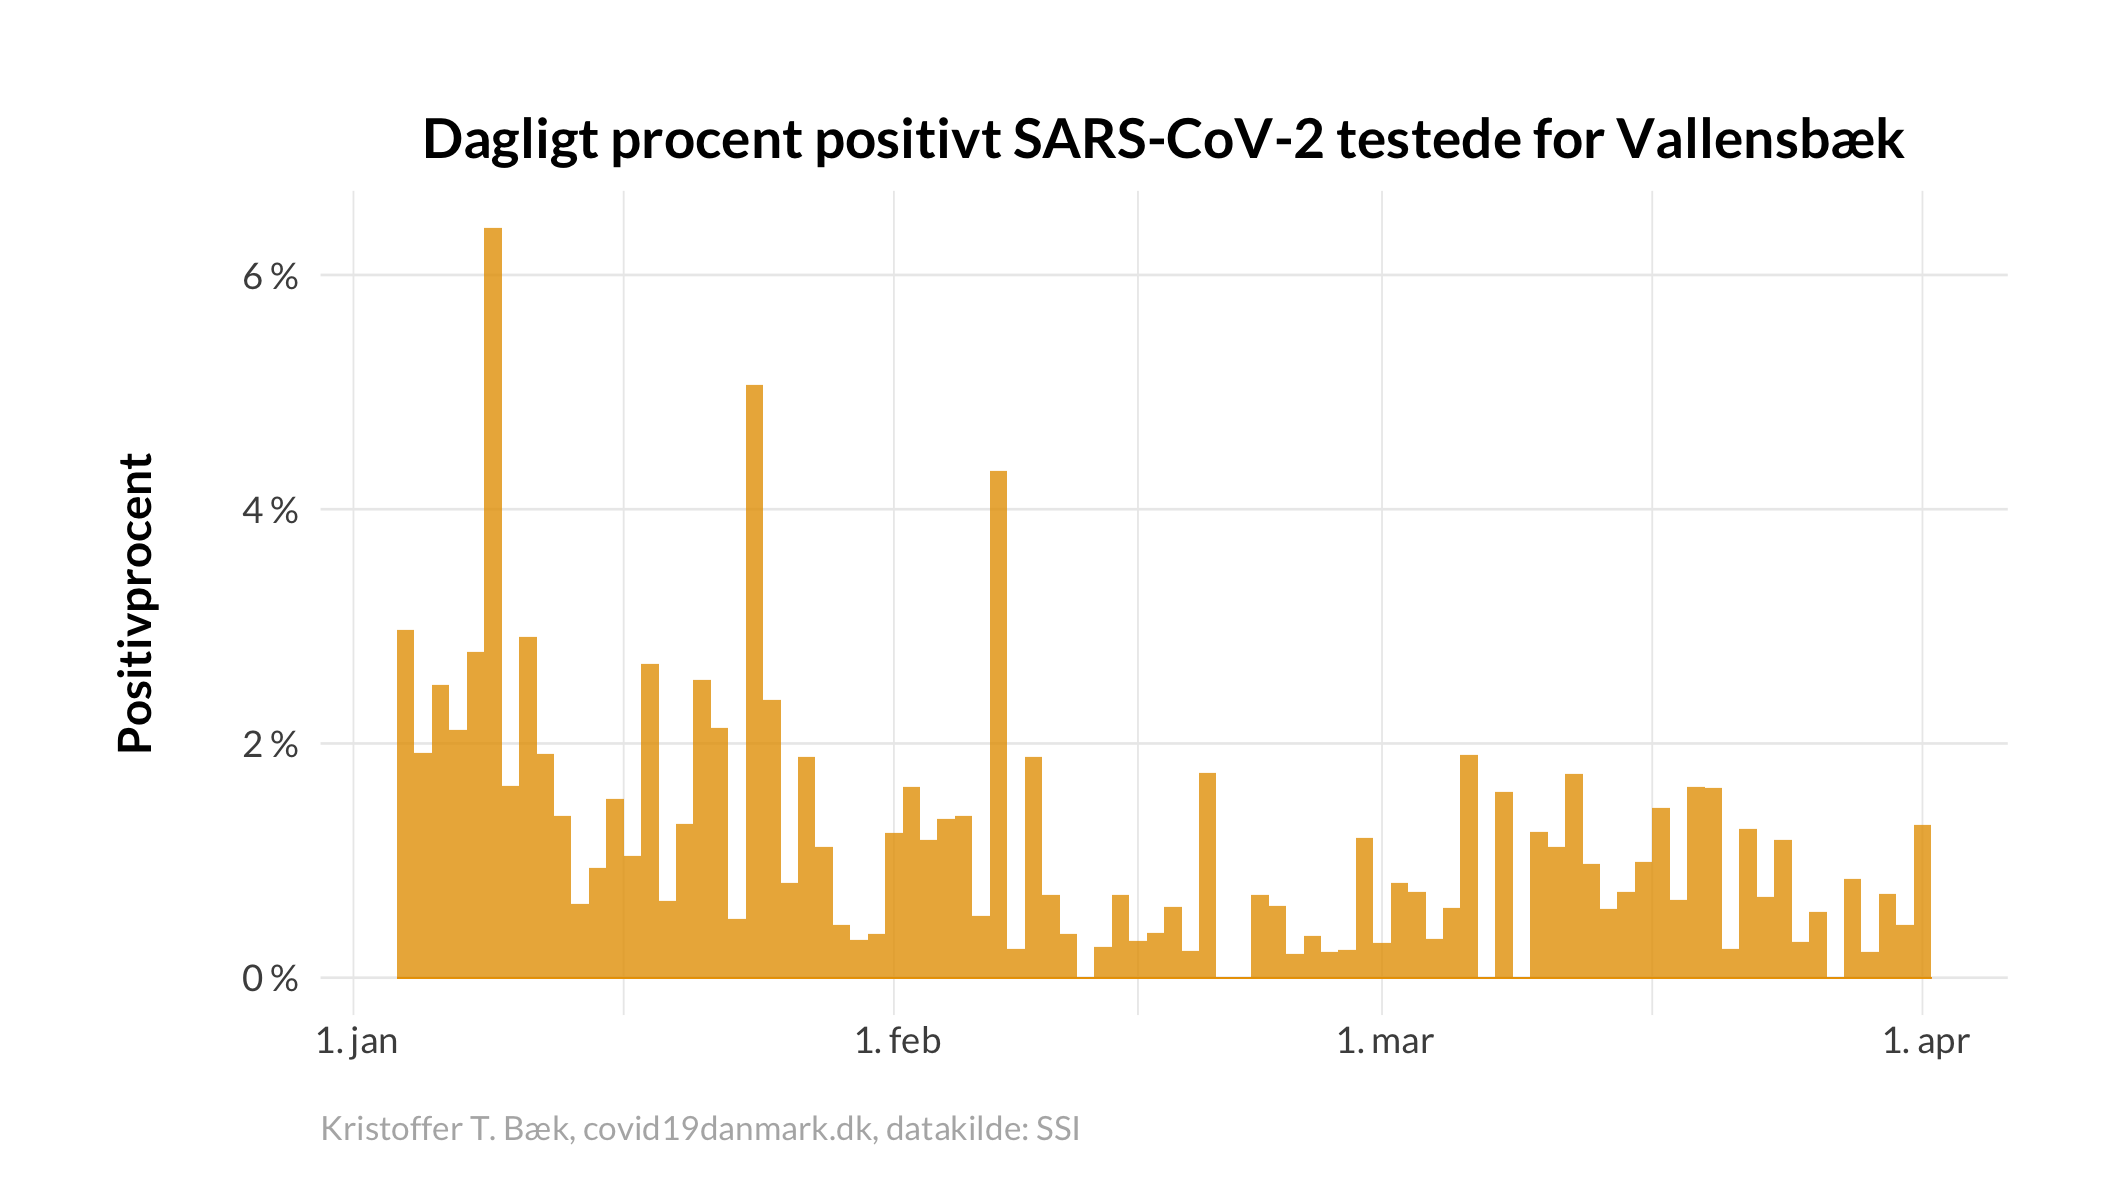 Dagligt procent positivt SARS-CoV-2 testede for Vallensbæk
Positivprocent
6 %
4 %
2 %
0 %
1. jan
1. feb
1. mar
1. apr
Kristoffer T. Bæk, covid19danmark.dk, datakilde: SSI